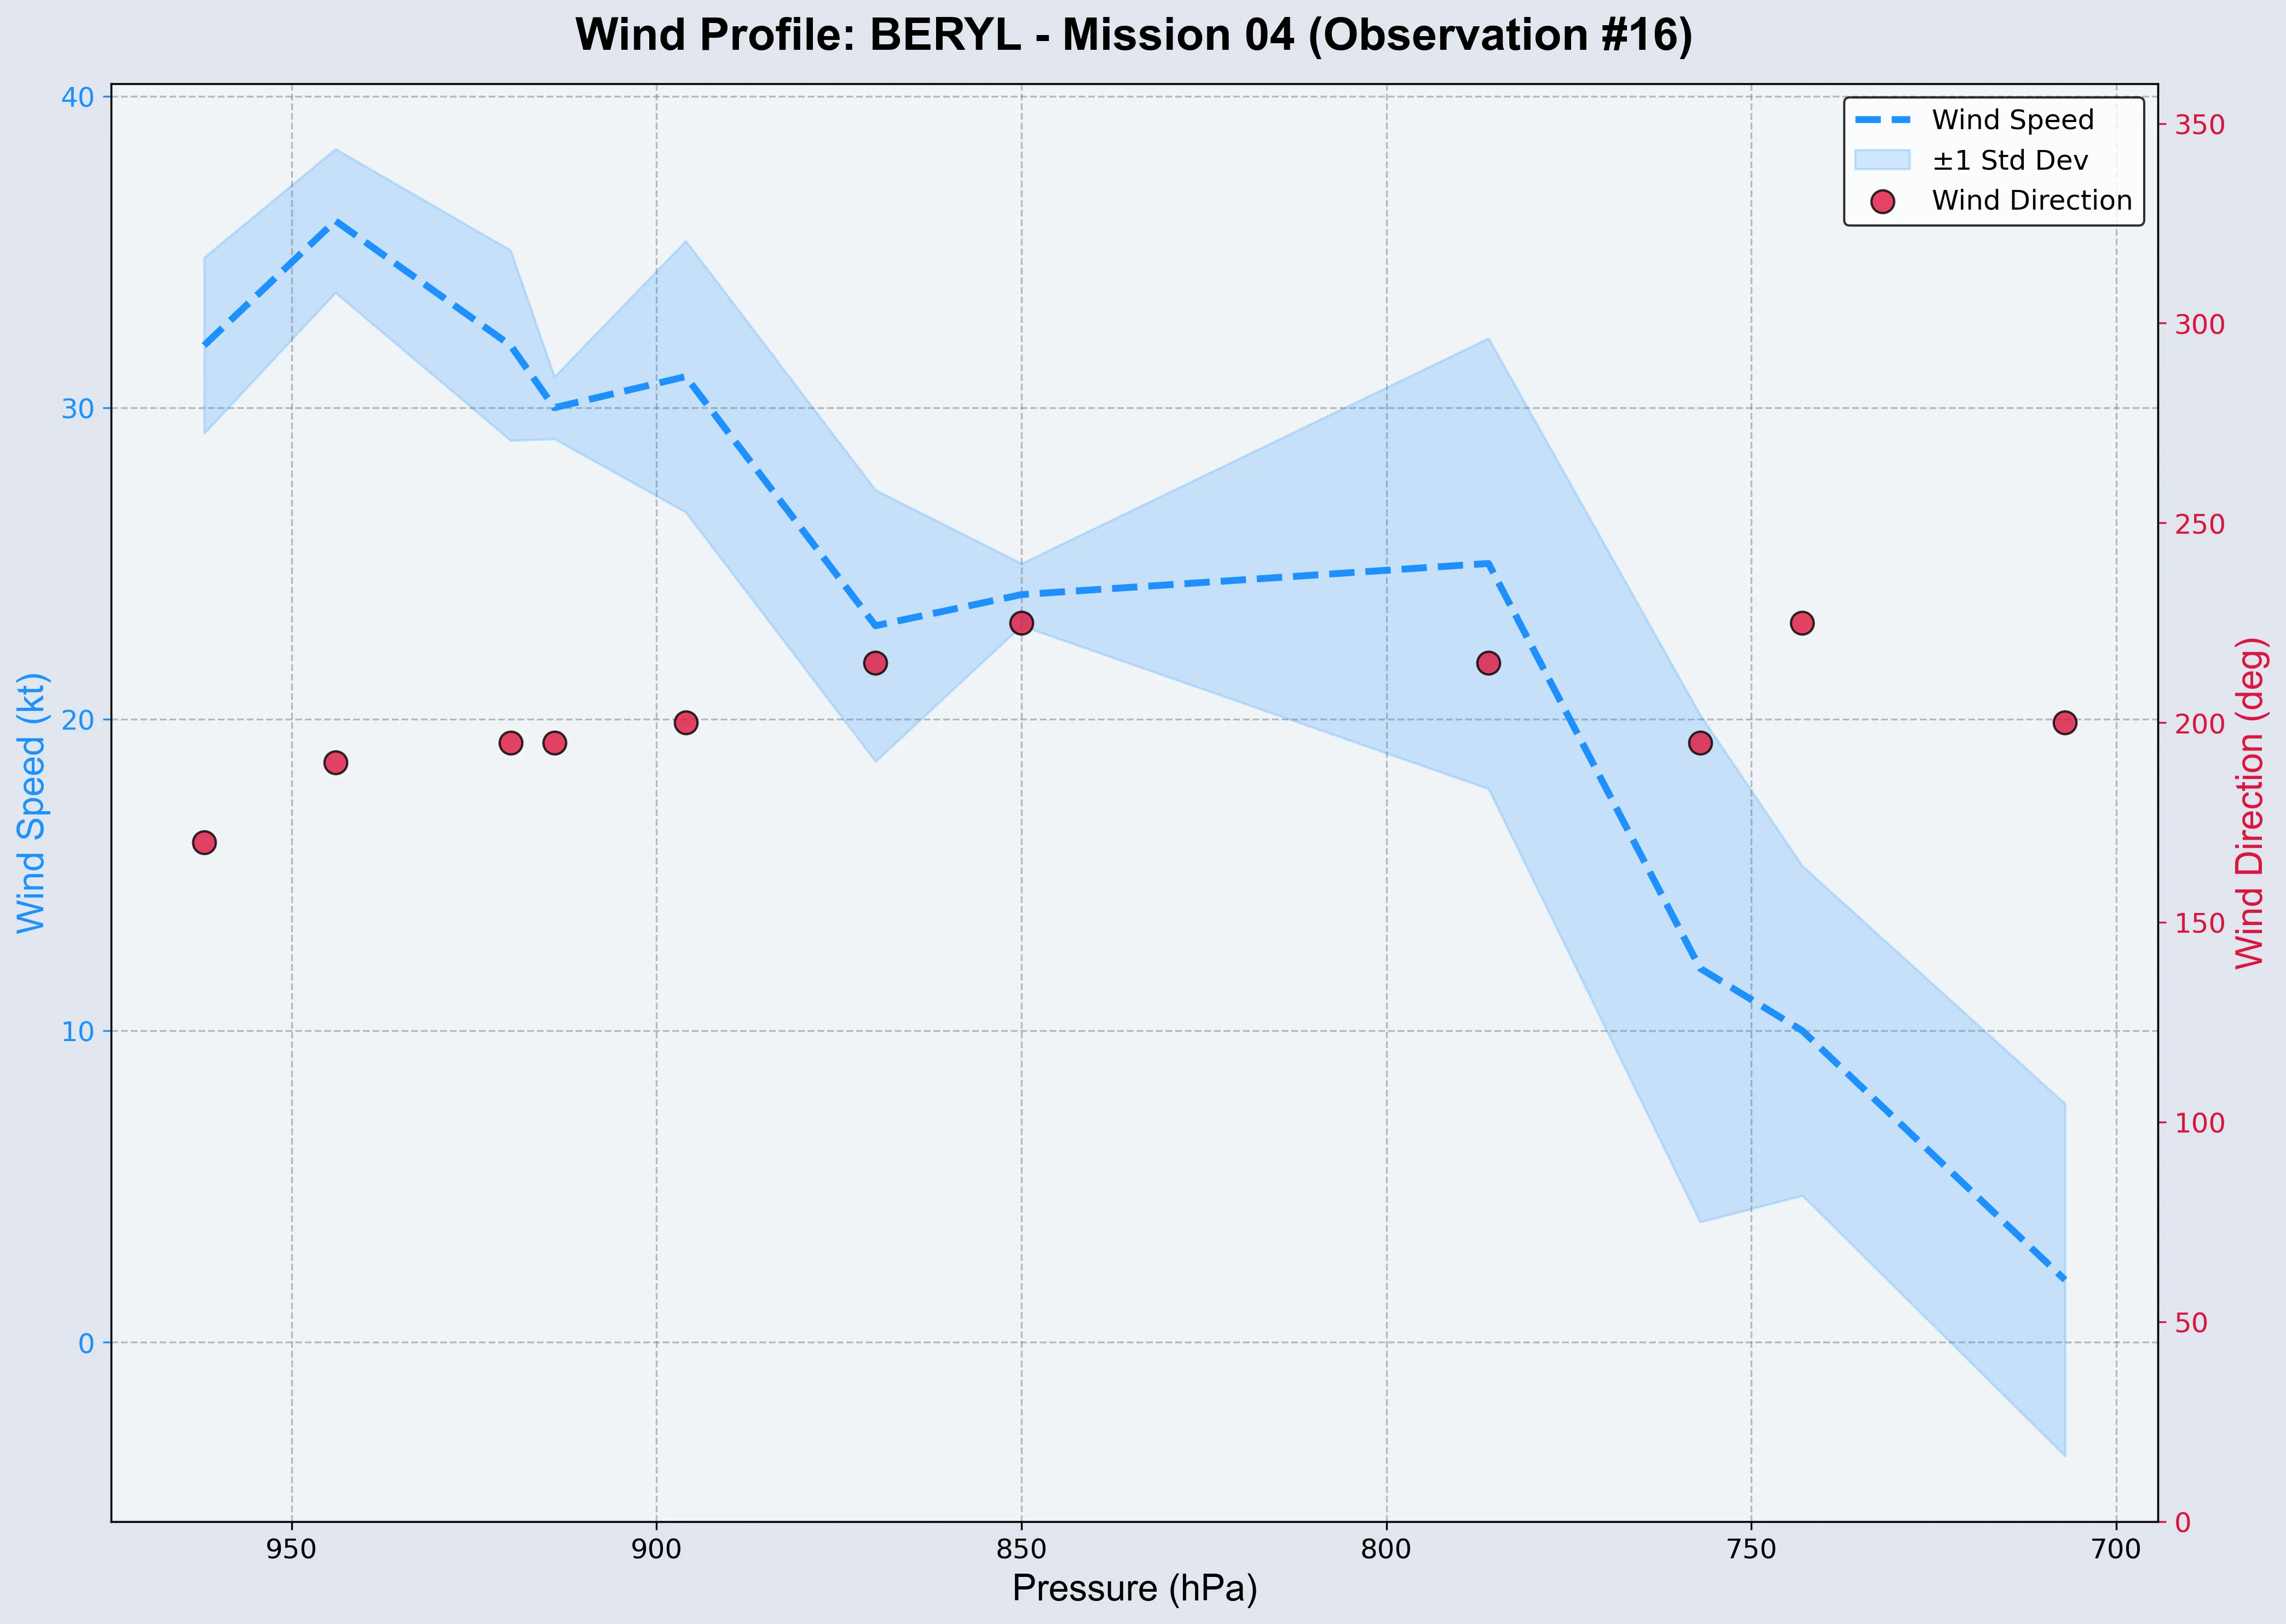 Wind Profile: BERYL - Mission 04 (Observation #16)
Wind Speed
±1 Std Dev
Wind Direction
Wind Speed (kt)
40
30
20
10
0
Wind Direction (deg)
350
300
250
200
150
100
50
0
950 900 850 800 750 700
Pressure (hPa)